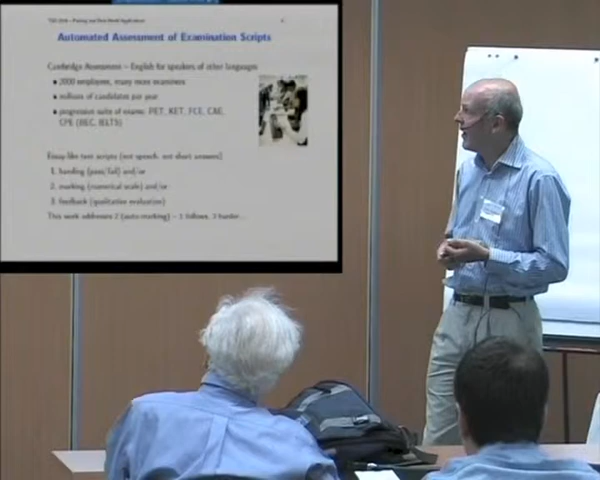 Automated Assessment of Examination Scripts
Cambridge Assessment – English for speakers of other languages
2000 employees, many more examiners
millions of candidates per year
progressive suite of exams: PET, KET, FCE, CAE,
CPE (BEC, IELTS)
Essay-like text scripts (not speech, not short answers)
1. banding (pass/fail) and/or
2. marking (numerical scale) and/or
3. feedback (qualitative evaluation)
This work addresses 2 (auto-marking) – 1 follows, 3 harder...